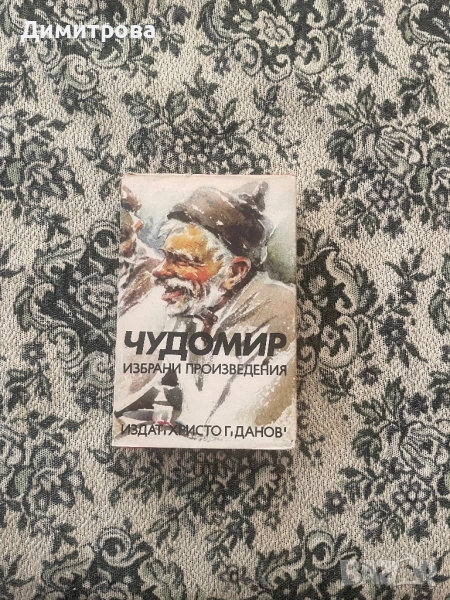 Димитрова
ЧУДОМИР
ИЗБРАНИ ПРОИЗВЕДЕНИЯ
ИЗДАТ. ХРИСТО Г. ДАНОВ'